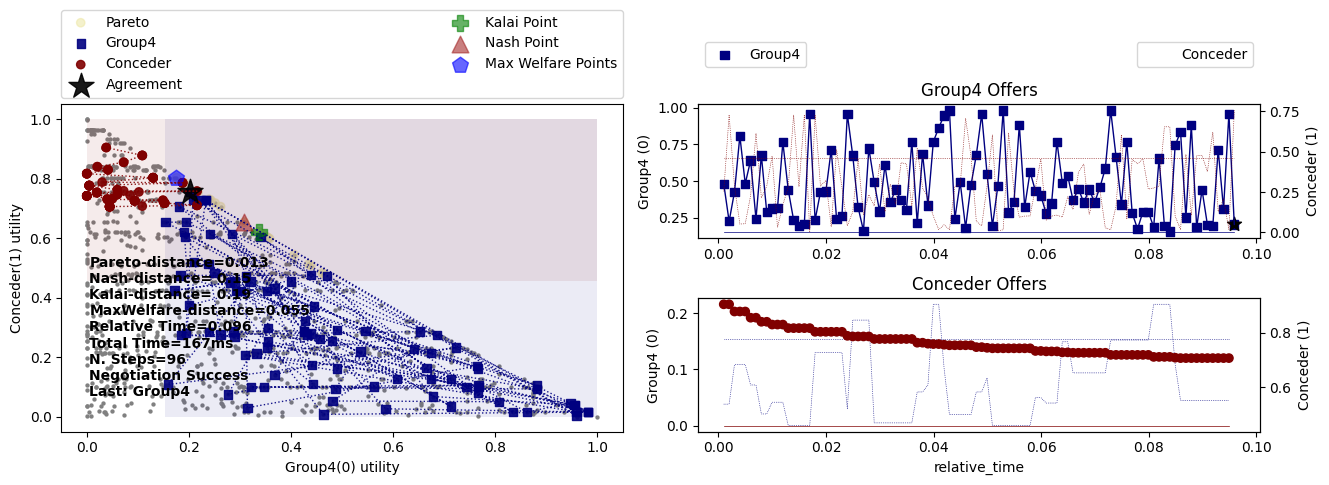 Pareto
Group4
Conceder
Agreement
Kalai Point
Nash Point
Max Welfare Points
1.0
0.8
0.6
0.4
0.2
0.0
Conceder(1) utility
Pareto-distance=0.013
Nash-distance= 0.15
Kalai-distance= 0.19
MaxWelfare-distance=0.055
Relative Time=0.096
Total Time=167ms
N. Steps=96
Negotiation Success
Last: Group4
0.0 0.2 0.4 0.6 0.8 1.0
Group4(0) utility
Group4
Conceder
Group4 Offers
1.00
0.75
0.50
0.25
Group4 (0)
0.75
0.50
0.25
0.00
Conceder (1)
0.00 0.02 0.04 0.06 0.08 0.10
Conceder Offers
0.2
0.1
0.0
Group4 (0)
0.8
0.6
Conceder (1)
0.00 0.02 0.04 0.06 0.08 0.10
relative_time